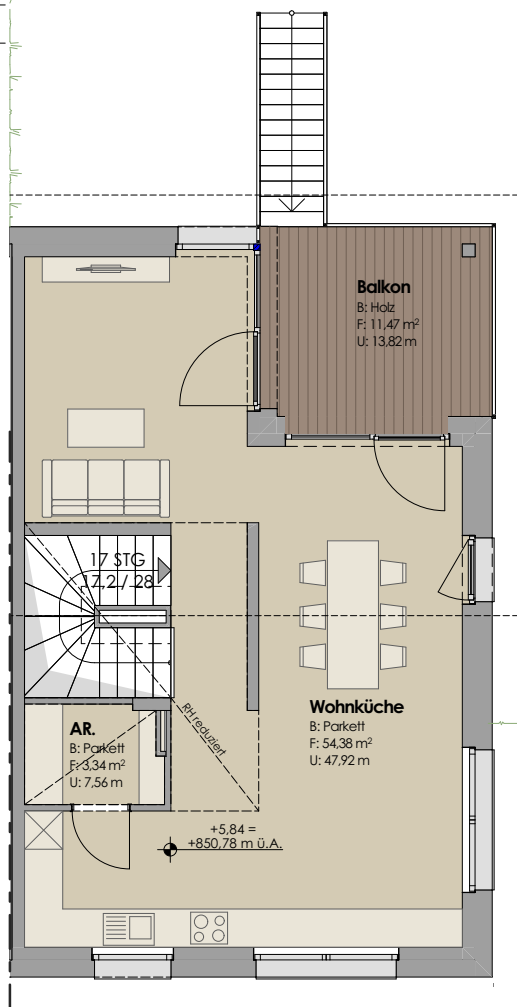 Balkon
B: Holz
F: 11,47 m²
U: 13,82 m
17 STG
17,2 / 28
Wohnküche
B: Parkett
F: 54,38 m²
U: 47,92 m
RH reduziert
AR.
B: Parkett
F: 3,34 m²
U: 7,56 m
+5,84 =
+850,78 m ü.A.